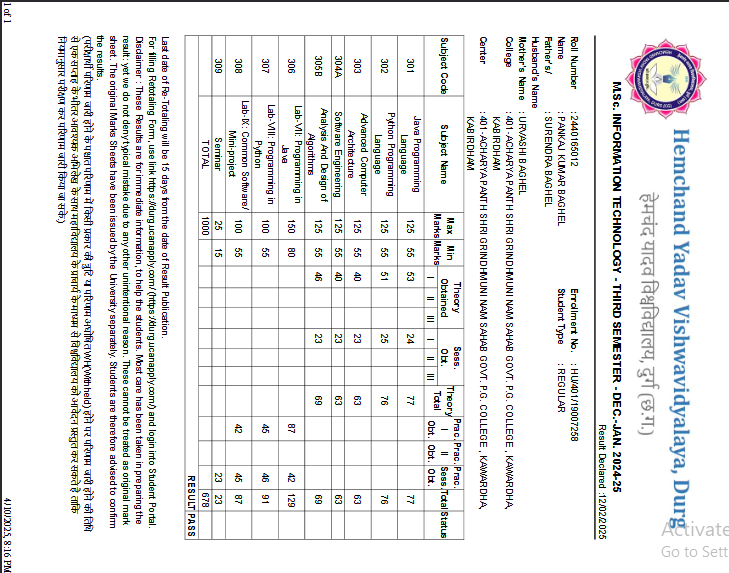 Hemchand Yadav Vishwavidyalaya, Durg
हेमचंद यादव विश्वविद्यालय, दुर्ग (छ.ग.)
M.Sc. INFORMATION TECHNOLOGY - THIRD SEMESTER - DEC.-JAN. 2024-25
Result Declared :12/02/2025
Roll Number : 2440165012 Enrollment No. : HU/401/19007258
Name : PANKAJ KUMAR BAGHEL Student Type : REGULAR
Father's/ : SURENDRA BAGHEL
Husband's Name
Mother's Name : URVASHI BAGHEL
College : 401-ACHARYA PANTH SHRI GRINDHMUNI NAM SAHAB GOVT. P.G. COLLEGE , KAWARDHA,
KABIRDHAM
Center : 401-ACHARYA PANTH SHRI GRINDHMUNI NAM SAHAB GOVT. P.G. COLLEGE , KAWARDHA,
KABIRDHAM
Subject Code Subject Name Max Marks Min Marks Theory Obtained I II III Sess. Obt. I II III Theory Total Prac. I Obt. Prac. II Obt. Prac. Sess. Obt. Total Status
301 Java Programming Language 125 55 53 24 77 77
302 Python Programming Language 125 55 51 25 76 76
303 Advanced Computer Architecture 125 55 40 23 63 63
304A Software Engineering 125 55 40 23 63 63
305B Analysis And Design of Algorithms 125 55 46 23 69 69
306 Lab-VII: Programming in Java 150 80 87 42 129
307 Lab-VIII: Programming in Python 100 55 45 46 91
308 Lab-IX: Common Software/ Mini-project 100 55 42 45 87
309 Seminar 25 15 23 23
TOTAL 1000 678
RESULT PASS
Last date of Re-Totaling will be 15 days from the date of Result Publication.
For filling Retotaling Form, use link https://durg.ucanapply.com/ (https://durg.ucanapply.com/) and login into Student Portal.
Disclaimer : These Results are for immediate information, to help the students. Most care has been taken in preparing the
result , yet we do not deny typical mistake due to any other unintentional reason. These cannot be treated as original mark
sheet . The original Marks Sheets have been issued by the University separately. Students are therefore advised to confirm
the results.
(परीक्षार्थी परिणाम जारी होने के पश्चात परिणाम में किसी प्रकार की त्रुटि या परिणाम अघोषित WH(Withheld) होने पर परिणाम जारी होने की तिथि
से एक सप्ताह के भीतर आवश्यक अभिलेख के साथ महाविद्यालय के प्राचार्य के माध्यम से विश्वविद्यालय को आवेदन प्रस्तुत कर सकते हैं ताकि
नियमानुसार परीक्षण कर परिणाम जारी किया जा सके.)
1 of 1
4/10/2025, 8:16 PM
Activate
Go to Sett